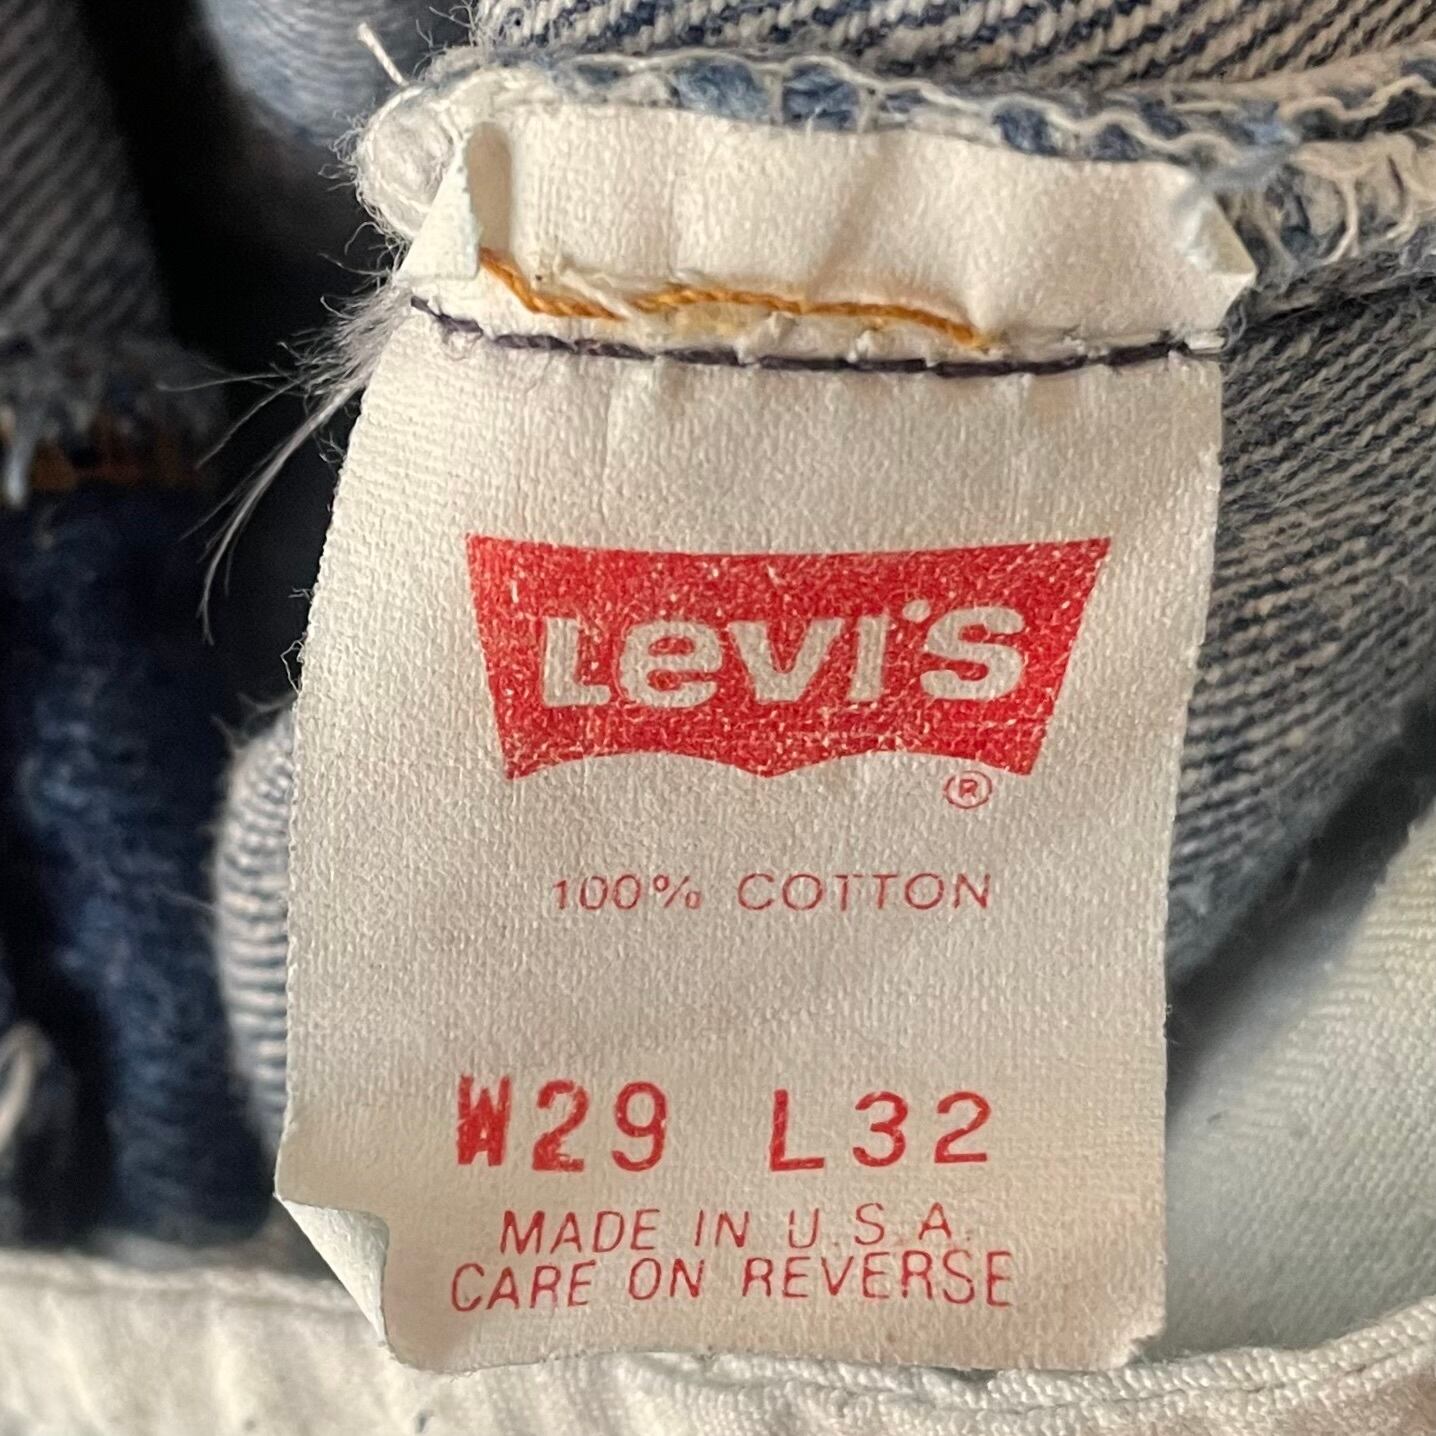 Levi's
®
100% COTTON
W29 L32
MADE IN U.S.A.
CARE ON REVERSE